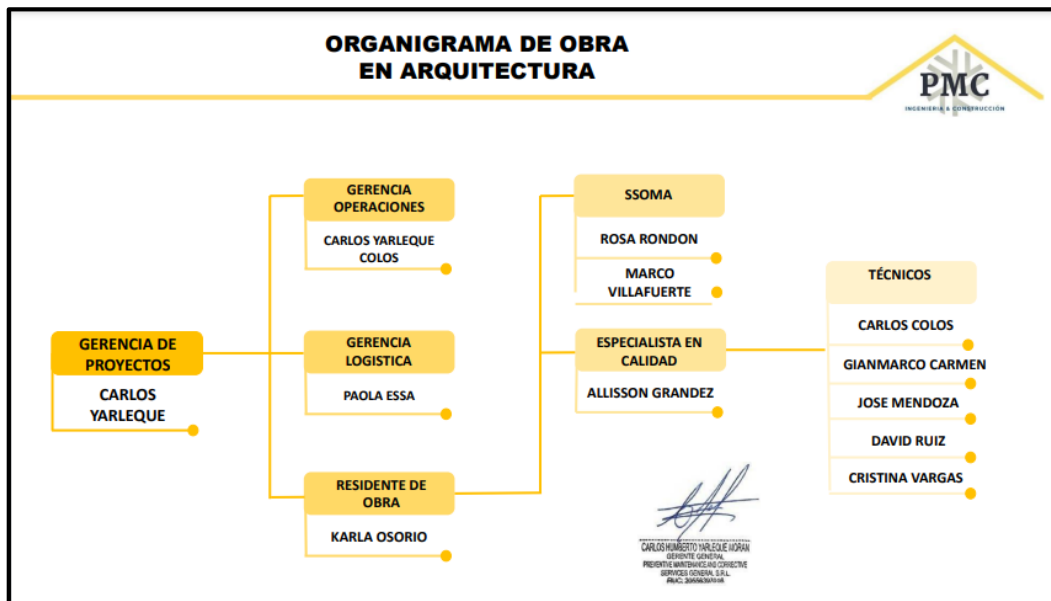 ORGANIGRAMA DE OBRA
EN ARQUITECTURA
PMC
INGENIERIA & CONSTRUCCIÓN
GERENCIA DE
PROYECTOS
CARLOS
YARLEQUE
GERENCIA
OPERACIONES
CARLOS YARLEQUE
COLOS
GERENCIA
LOGISTICA
PAOLA ESSA
RESIDENTE DE
OBRA
KARLA OSORIO
SSOMA
ROSA RONDON
MARCO
VILLAFUERTE
ESPECIALISTA EN
CALIDAD
ALLISSON GRANDEZ
TÉCNICOS
CARLOS COLOS
GIANMARCO CARMEN
JOSE MENDOZA
DAVID RUIZ
CRISTINA VARGAS
CARLOS HUMBERTO YARLEQUE MORAN
GERENTE GENERAL
PREVENTIVE MAINTENANCE AND CORRECTIVE
SERVICES GENERAL S.R.L.
RUC: